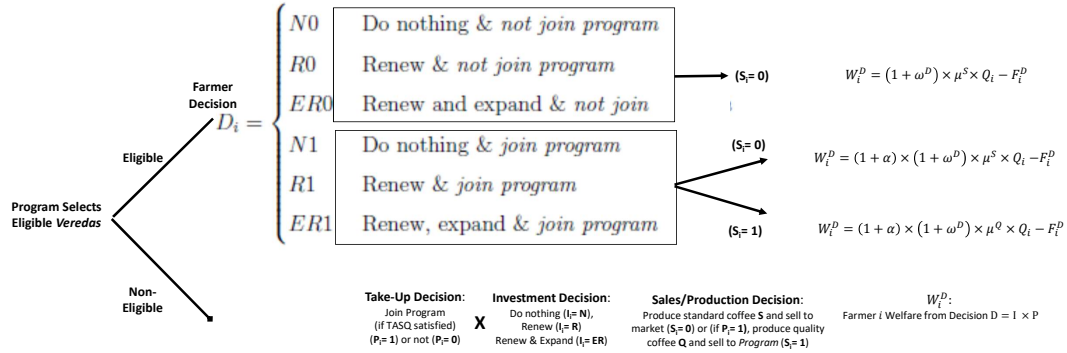 Program Selects
Eligible Veredas
Eligible
Non-
Eligible
Farmer
Decision
D_i =
N0 Do nothing & not join program
R0 Renew & not join program
ER0 Renew and expand & not join
N1 Do nothing & join program
R1 Renew & join program
ER1 Renew, expand & join program
(S_i= 0)
W_i^D = (1 + ω^D) × μ^S × Q_i − F_i^D
(S_i= 0)
W_i^D = (1 + α) × (1 + ω^D) × μ^S × Q_i −F_i^D
(S_i= 1)
W_i^D = (1 + α) × (1 + ω^D) × μ^Q × Q_i − F_i^D
Take-Up Decision:
Join Program
(if TASQ satisfied)
(P_i= 1) or not (P_i= 0)
X
Investment Decision:
Do nothing (I_i= N),
Renew (I_i= R)
Renew & Expand (I_i= ER)
Sales/Production Decision:
Produce standard coffee S and sell to
market (S_i= 0) or (if P_i= 1), produce quality
coffee Q and sell to Program (S_i= 1)
W_i^D:
Farmer i Welfare from Decision D = I × P